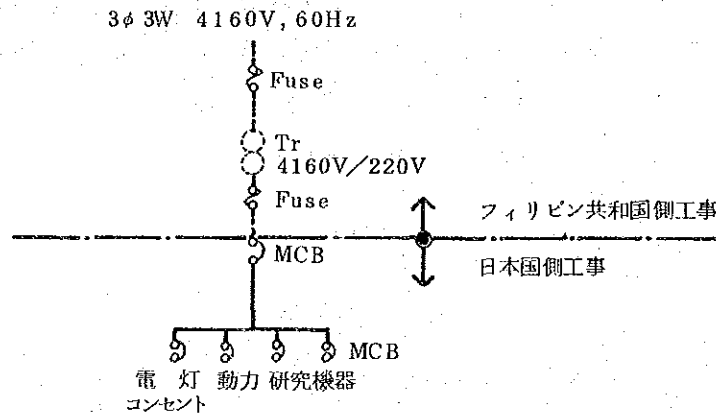 3φ3W 4160V, 60Hz
Fuse
Tr
4160V/220V
Fuse
フィリピン共和国側工事
MCB
日本国側工事
MCB
電 灯 動力 研究機器
コンセント